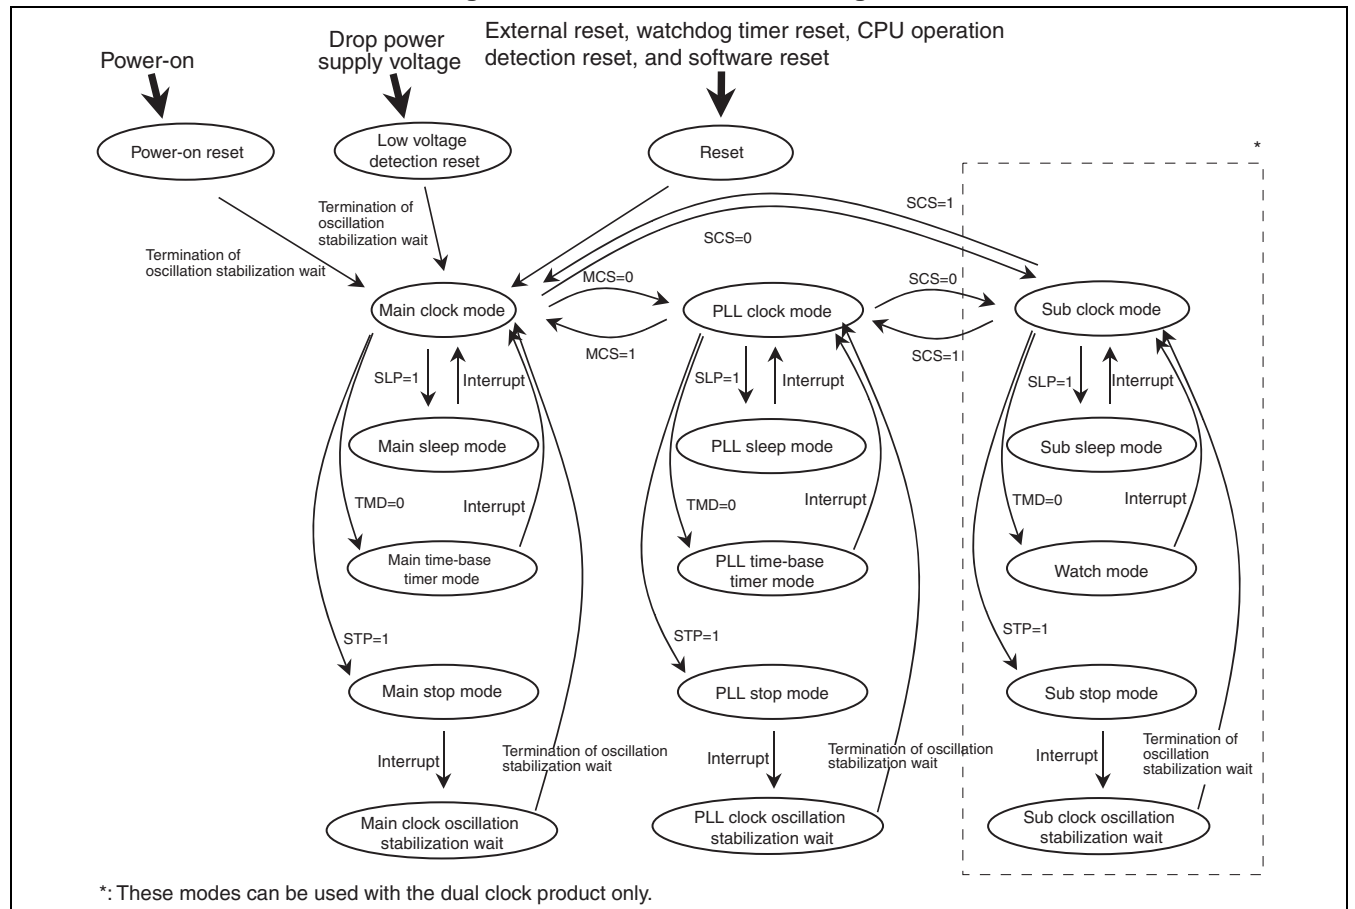 External reset, watchdog timer reset, CPU operation
detection reset, and software reset
Drop power
supply voltage
Power-on
Power-on reset
Low voltage
detection reset
Reset
*
Termination of
oscillation
stabilization wait
Termination of
oscillation stabilization wait
SCS=1
SCS=0
MCS=0
SCS=0
Main clock mode
PLL clock mode
Sub clock mode
MCS=1
SCS=1
SLP=1
Interrupt
SLP=1
Interrupt
SLP=1
Interrupt
Main sleep mode
PLL sleep mode
Sub sleep mode
TMD=0
Interrupt
TMD=0
Interrupt
TMD=0
Interrupt
Main time-base
timer mode
PLL time-base
timer mode
Watch mode
STP=1
STP=1
STP=1
Main stop mode
PLL stop mode
Sub stop mode
Interrupt
Termination of oscillation
stabilization wait
Interrupt
Termination of oscillation
stabilization wait
Interrupt
Termination of
oscillation
stabilization wait
Main clock oscillation
stabilization wait
PLL clock oscillation
stabilization wait
Sub clock oscillation
stabilization wait
*: These modes can be used with the dual clock product only.